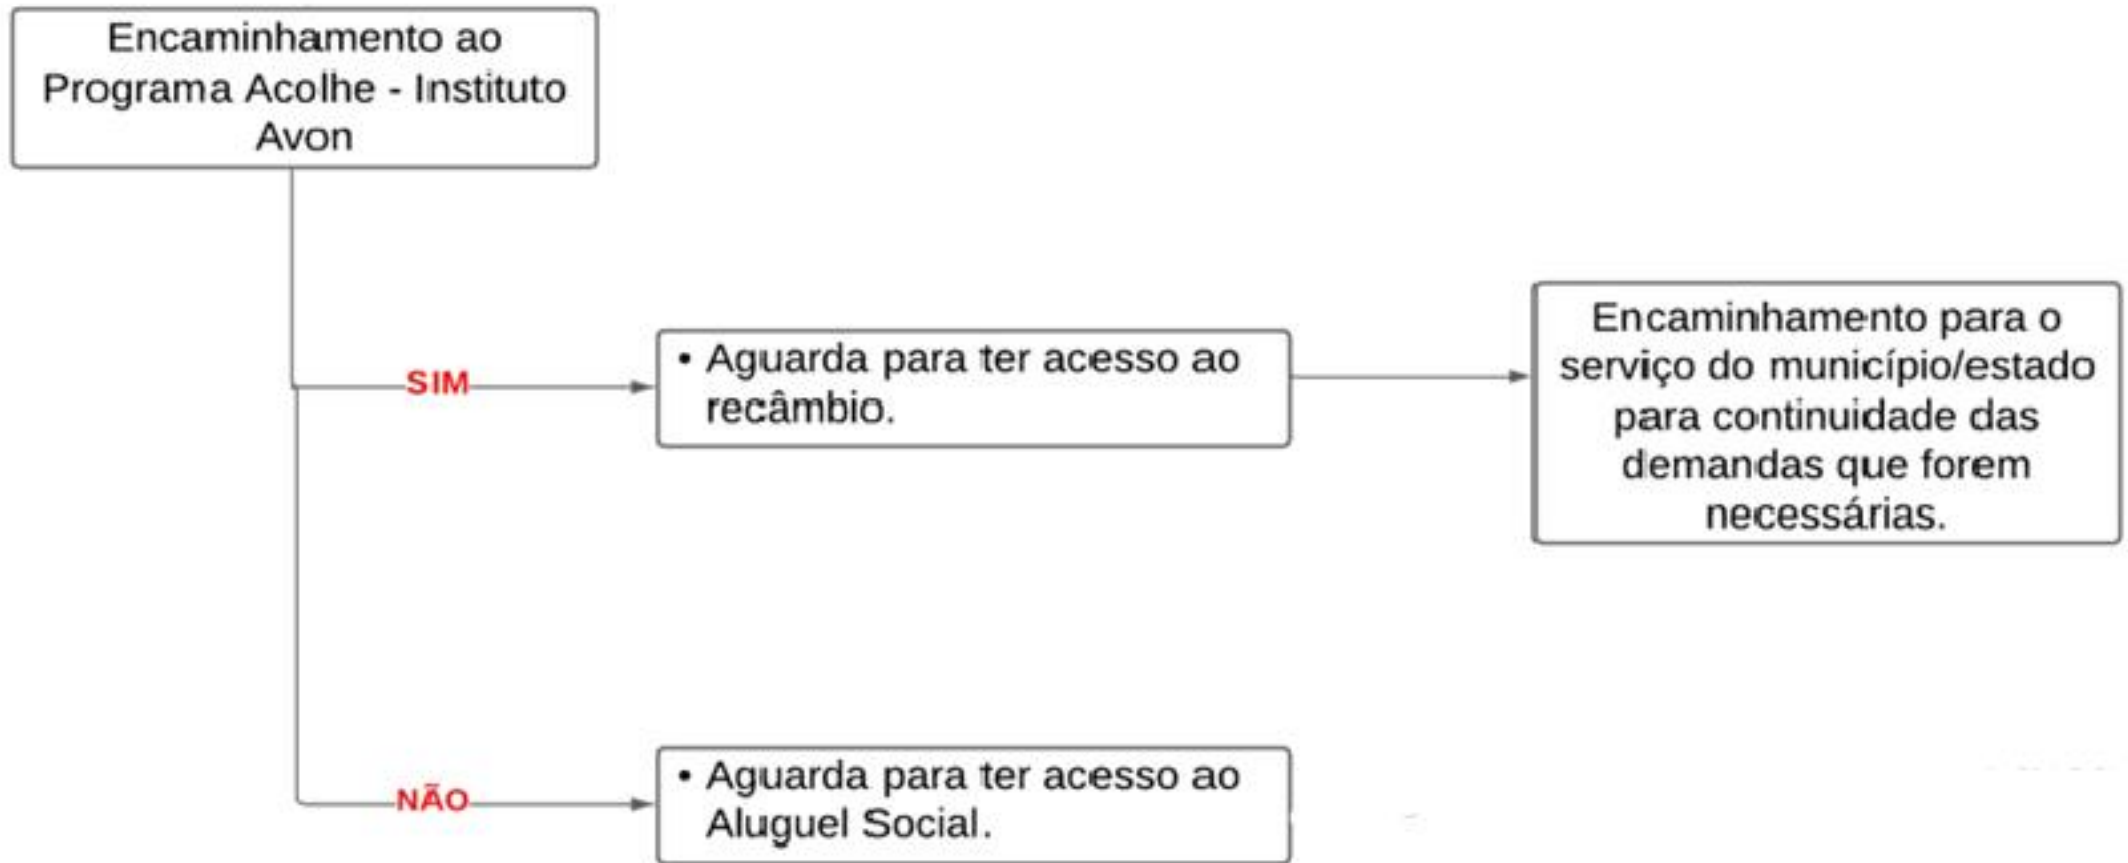 Encaminhamento ao
Programa Acolhe - Instituto
Avon
SIM
• Aguarda para ter acesso ao
recâmbio.
Encaminhamento para o
serviço do município/estado
para continuidade das
demandas que forem
necessárias.
NÃO
• Aguarda para ter acesso ao
Aluguel Social.